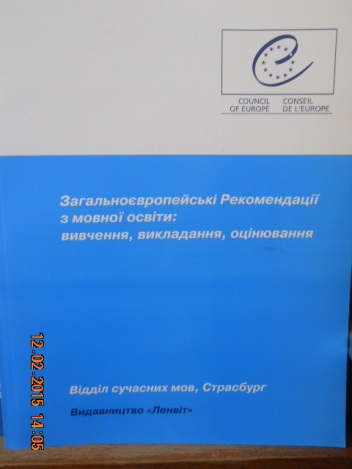 COUNCIL CONSEIL
OF EUROPE DE L'EUROPE
Загальноєвропейські Рекомендації
з мовної освіти:
вивчення, викладання, оцінювання
Відділ сучасних мов, Страсбург
Видавництво «Ленвіт»
12.02.2015 14:05